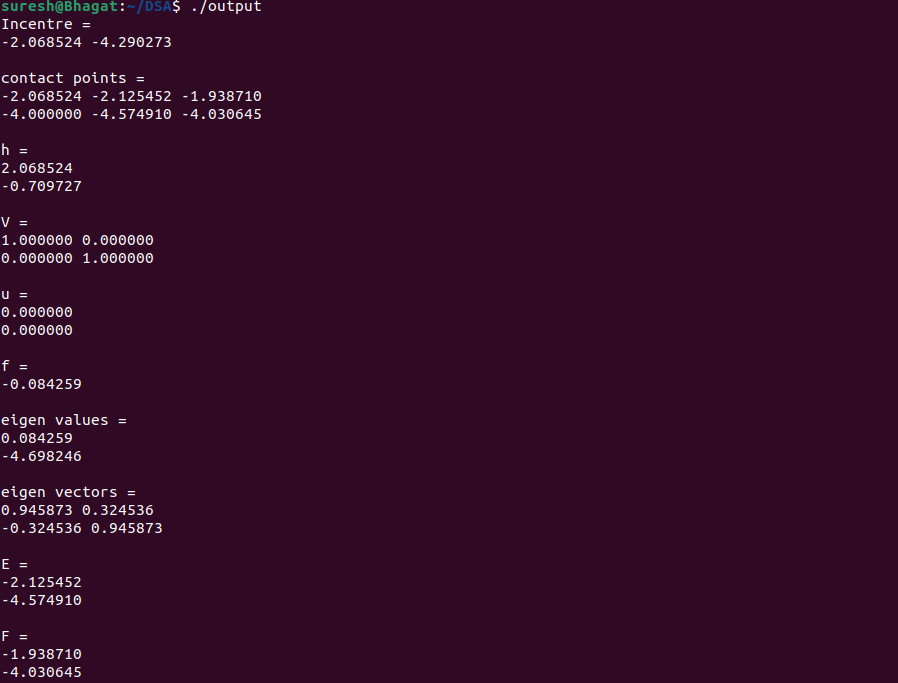 suresh@Bhagat:~/DSA$ ./output
Incentre =
-2.068524 -4.290273
contact points =
-2.068524 -2.125452 -1.938710
-4.000000 -4.574910 -4.030645
h =
2.068524
-0.709727
V =
1.000000 0.000000
0.000000 1.000000
u =
0.000000
0.000000
f =
-0.084259
eigen values =
0.084259
-4.698246
eigen vectors =
0.945873 0.324536
-0.324536 0.945873
E =
-2.125452
-4.574910
F =
-1.938710
-4.030645